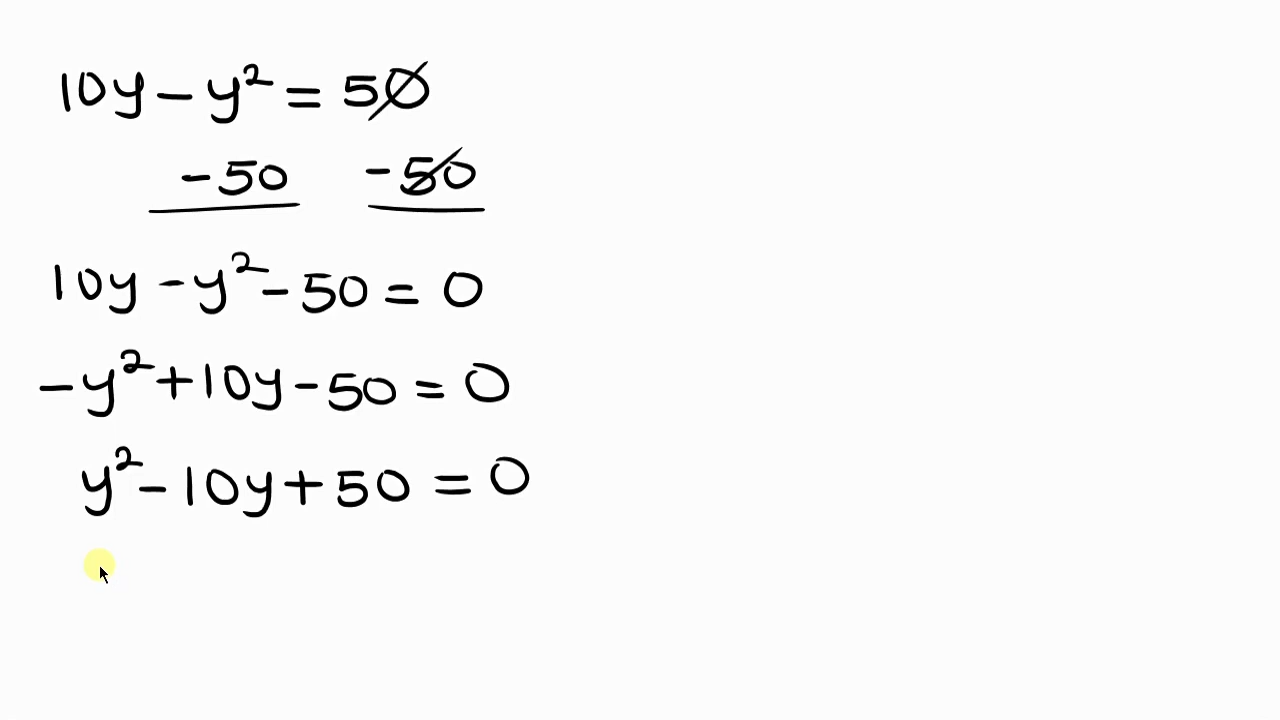 10y - y² = 50
-50 -50
10y - y² - 50 = 0
-y² + 10y - 50 = 0
y² - 10y + 50 = 0